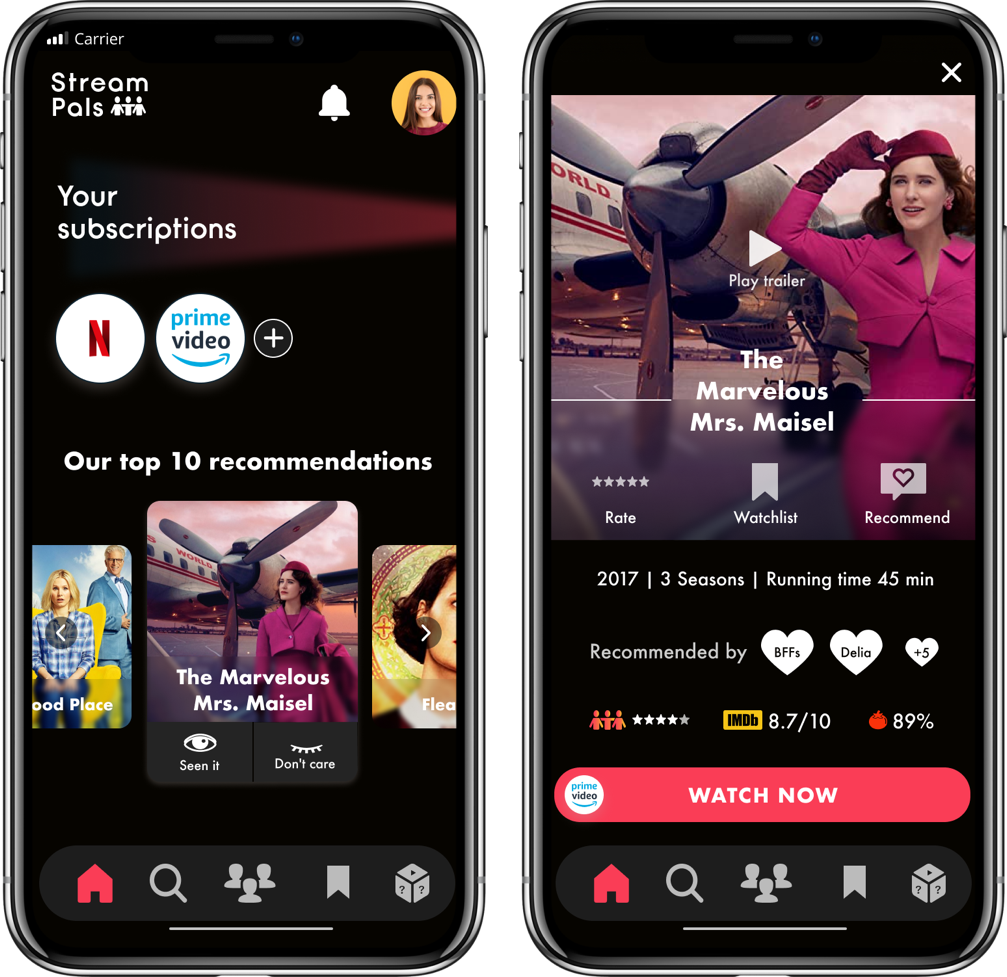 Carrier
Stream
Pals
Your
subscriptions
N
prime
video
Our top 10 recommendations
ood Place
WORLD
The Marvelous
Mrs. Maisel
Flea
Seen it
Don't care
? ?
ORLD.
Play trailer
The
Marvelous
Mrs. Maisel
Rate
Watchlist
Recommend
2017 | 3 Seasons | Running time 45 min
Recommended by BFFs Delia +5
IMDb 8.7/10 89%
prime
video
WATCH NOW
? ?